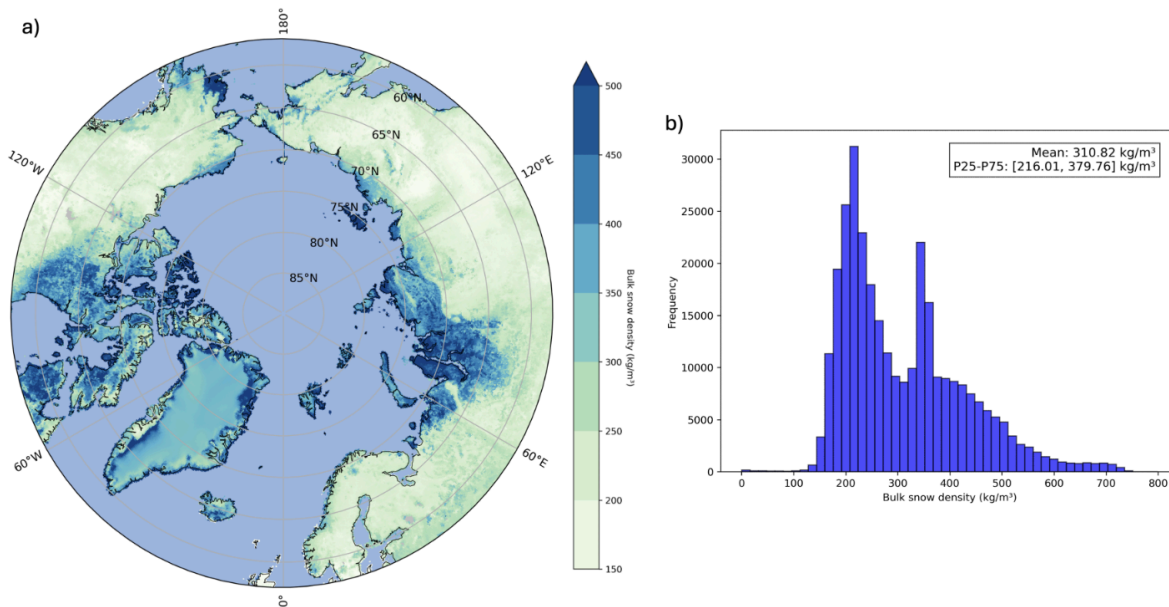 a)
180°
120°W
60°N
65°N
70°N
75°N
80°N
85°N
120°E
60°W
60°E
0°
500
450
400
350
300
250
200
150
Bulk snow density (kg/m³)
b)
Mean: 310.82 kg/m³
P25-P75: [216.01, 379.76] kg/m³
30000
25000
20000
15000
10000
5000
0
Frequency
0 100 200 300 400 500 600 700 800
Bulk snow density (kg/m³)